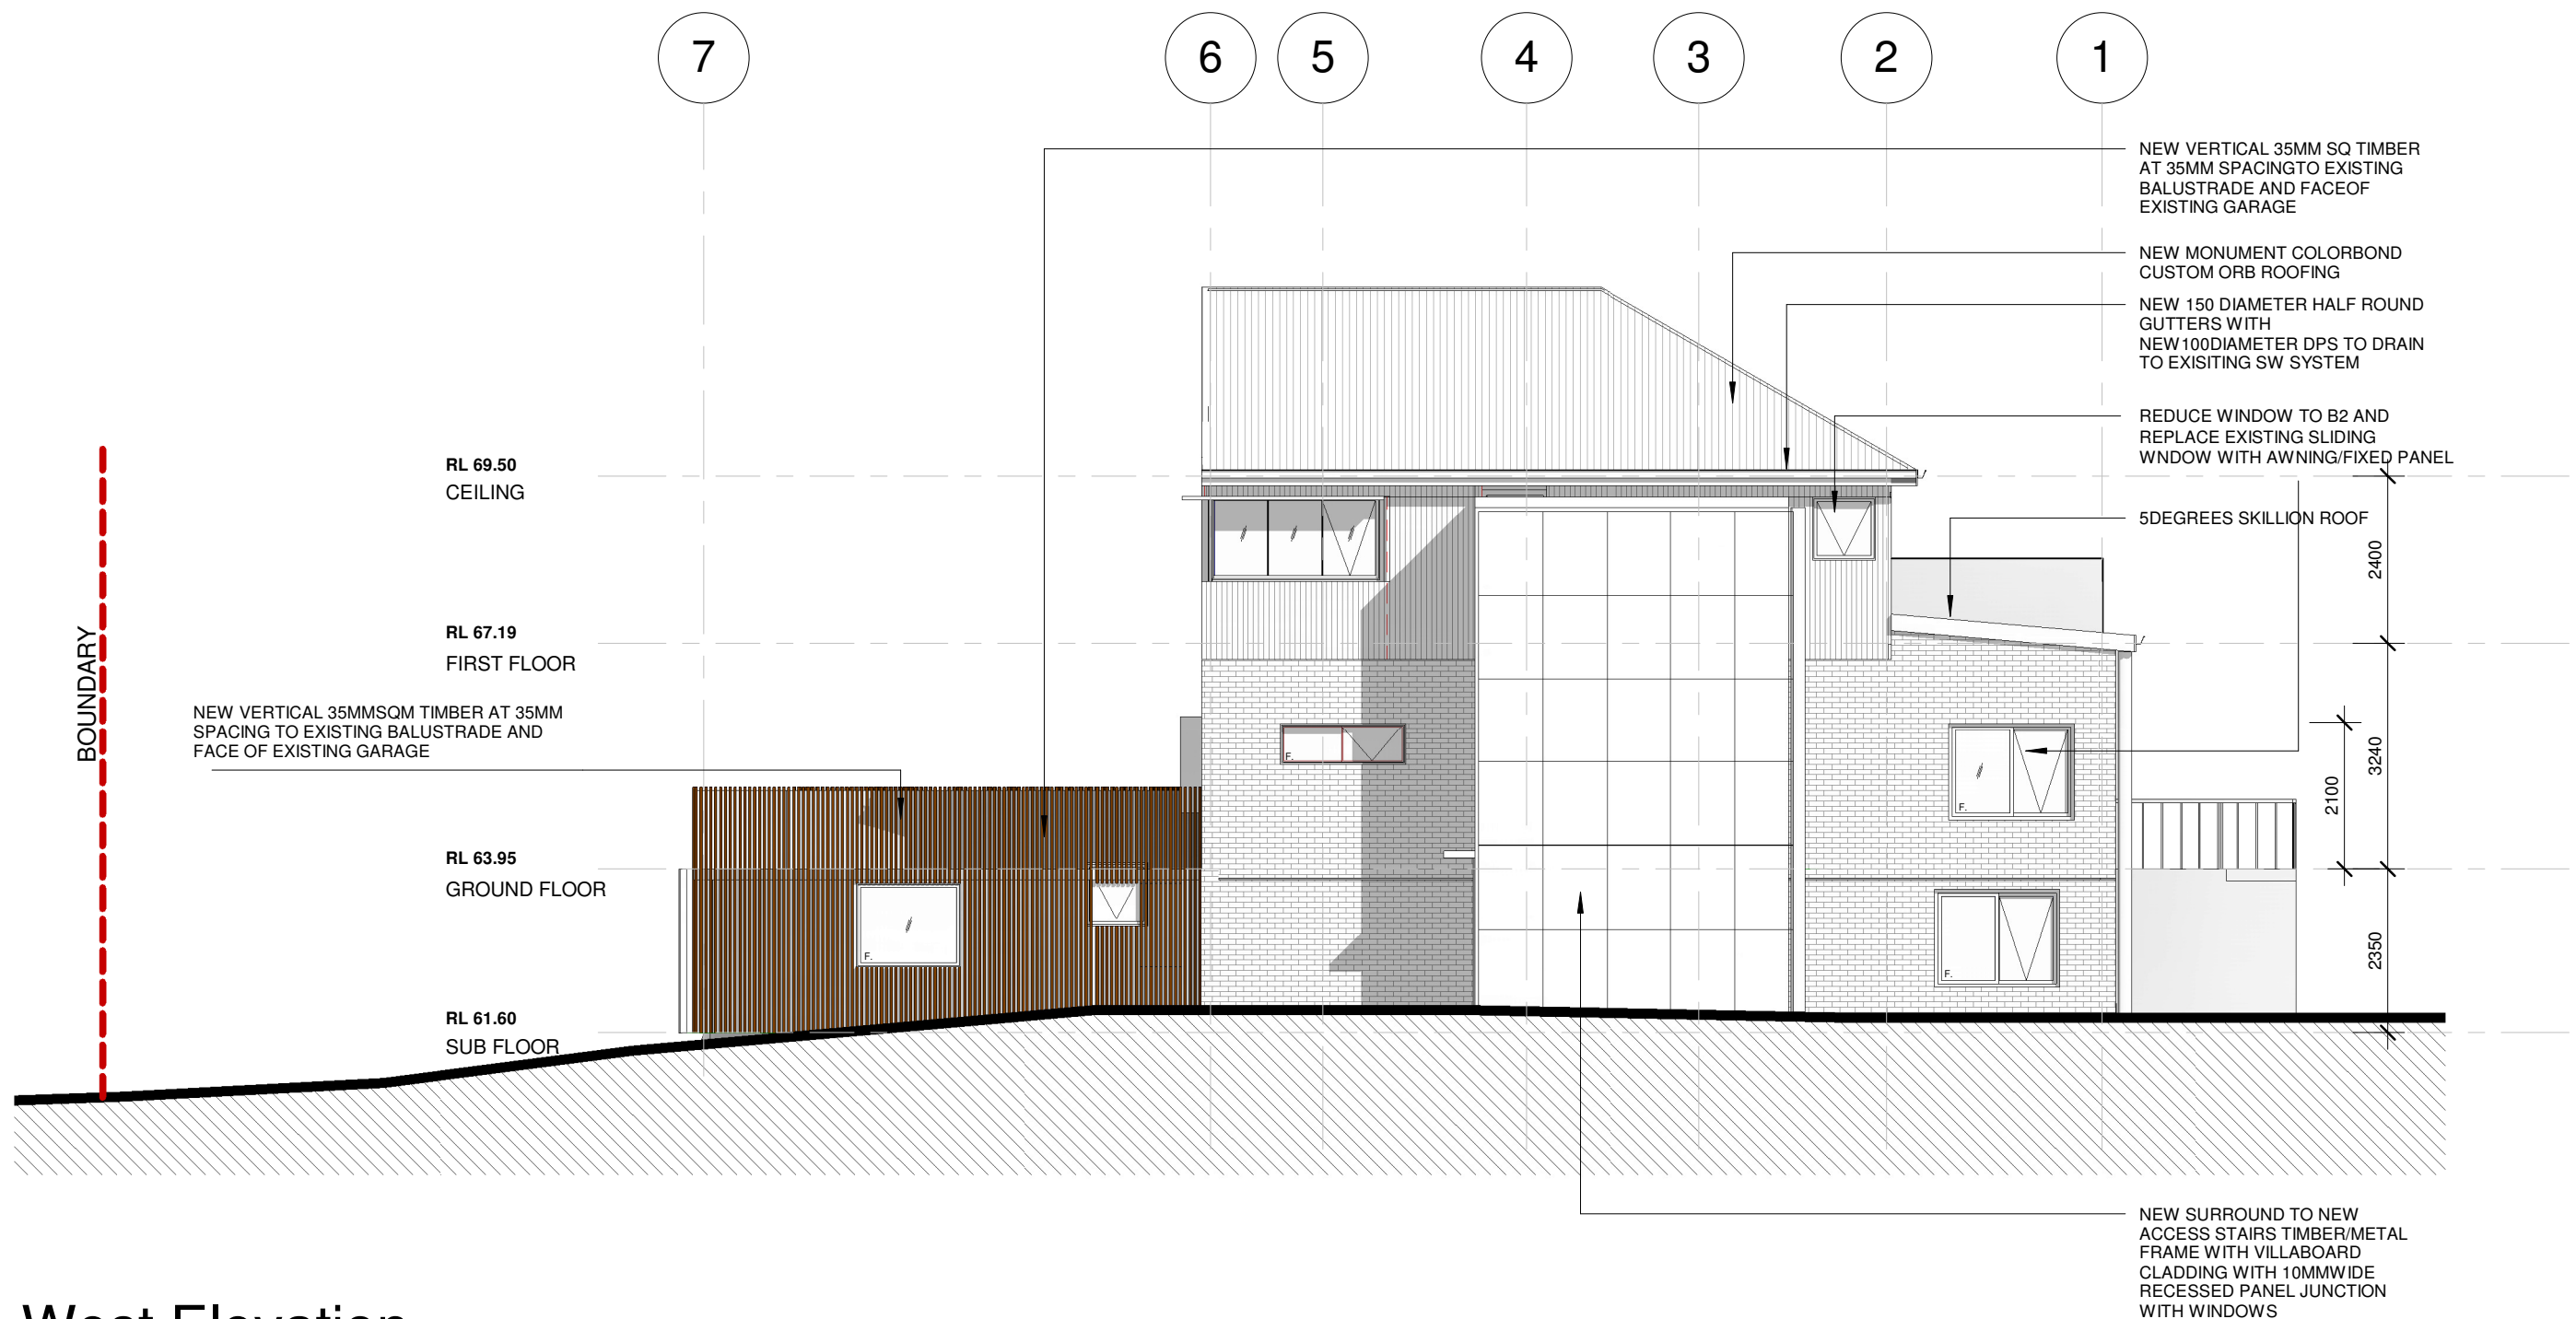 7
6
5
4
3
2
1
NEW VERTICAL 35MM SQ TIMBER
AT 35MM SPACINGTO EXISTING
BALUSTRADE AND FACEOF
EXISTING GARAGE
NEW MONUMENT COLORBOND
CUSTOM ORB ROOFING
NEW 150 DIAMETER HALF ROUND
GUTTERS WITH
NEW100DIAMETER DPS TO DRAIN
TO EXISITING SW SYSTEM
REDUCE WINDOW TO B2 AND
REPLACE EXISTING SLIDING
WNDOW WITH AWNING/FIXED PANEL
5DEGREES SKILLION ROOF
RL 69.50
CEILING
RL 67.19
FIRST FLOOR
BOUNDARY
NEW VERTICAL 35MMSQM TIMBER AT 35MM
SPACING TO EXISTING BALUSTRADE AND
FACE OF EXISTING GARAGE
RL 63.95
GROUND FLOOR
RL 61.60
SUB FLOOR
F.
F.
F.
F.
2400
3240
2100
2350
NEW SURROUND TO NEW
ACCESS STAIRS TIMBER/METAL
FRAME WITH VILLABOARD
CLADDING WITH 10MMWIDE
RECESSED PANEL JUNCTION
WITH WINDOWS
West Elevation